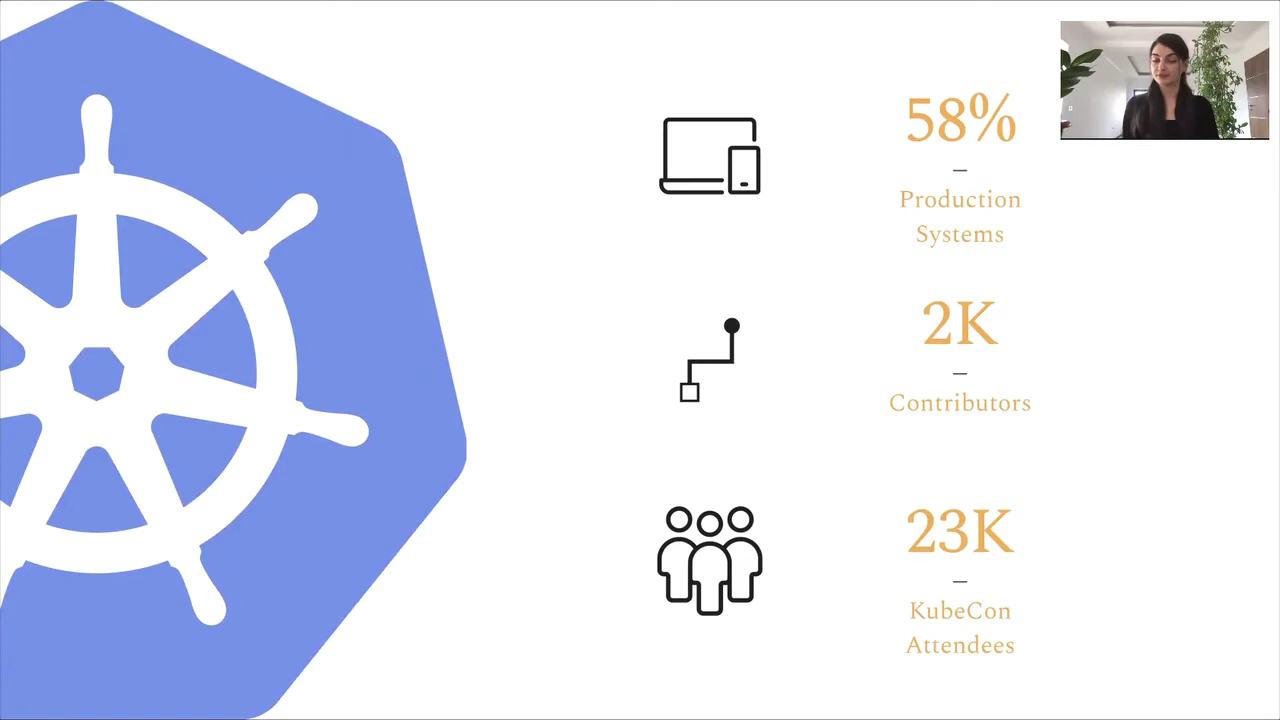 58%
–
Production
Systems
2K
–
Contributors
23K
–
KubeCon
Attendees